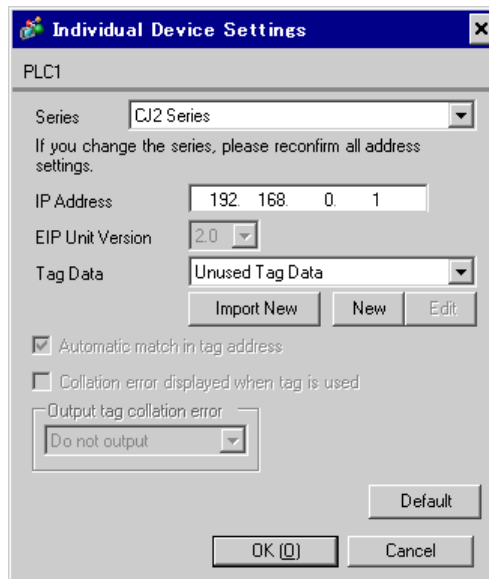 Individual Device Settings
PLC1
Series CJ2 Series
If you change the series, please reconfirm all address
settings.
IP Address 192. 168. 0. 1
EIP Unit Version 2.0
Tag Data Unused Tag Data
Import New New Edit
Automatic match in tag address
Collation error displayed when tag is used
Output tag collation error
Do not output
Default
OK (O) Cancel